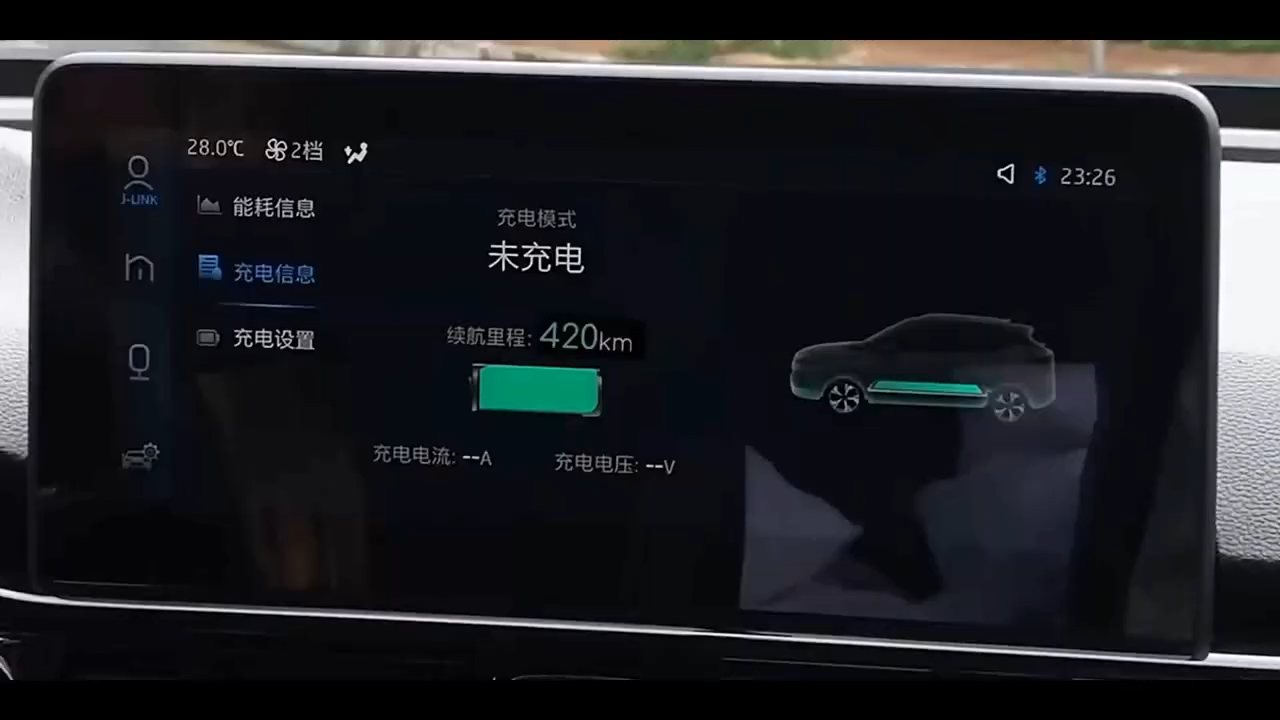 28.0℃ 2档
23:26
J-LINK
能耗信息
充电信息
充电设置
充电模式
未充电
续航里程: 420km
充电电流: --A
充电电压: --V